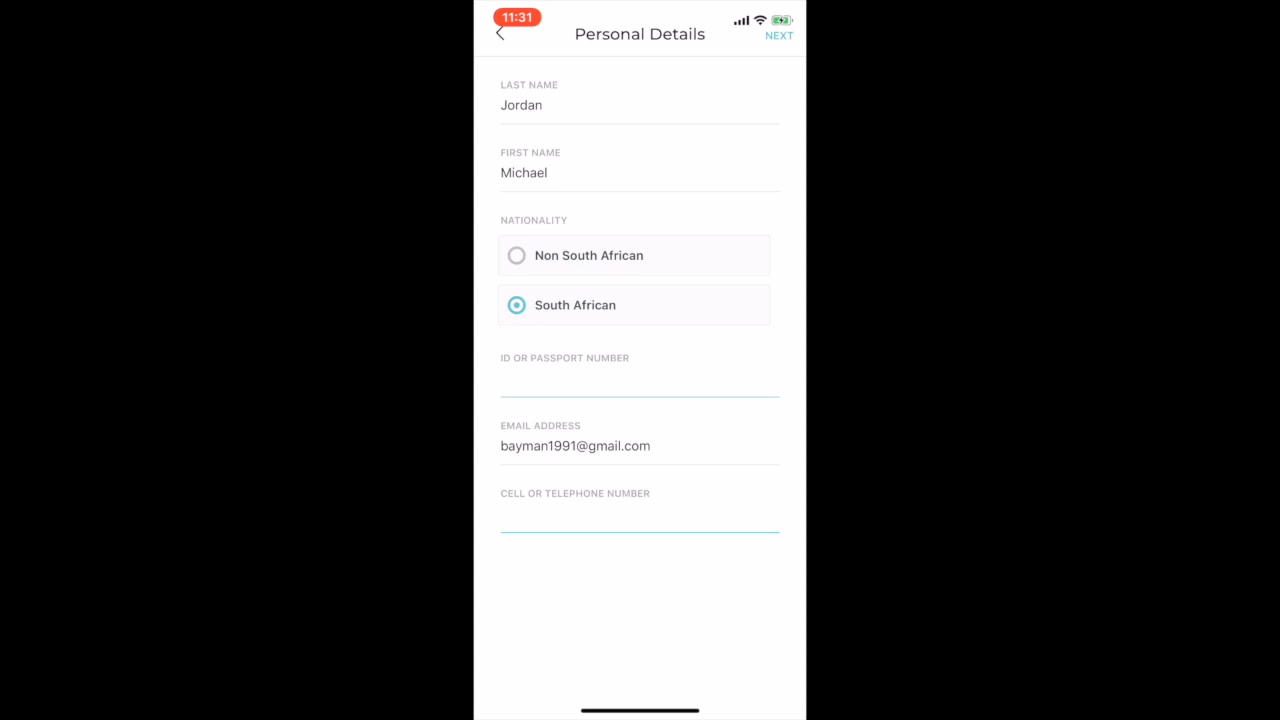 11:31
Personal Details
NEXT
LAST NAME
Jordan
FIRST NAME
Michael
NATIONALITY
Non South African
South African
ID OR PASSPORT NUMBER
EMAIL ADDRESS
bayman1991@gmail.com
CELL OR TELEPHONE NUMBER